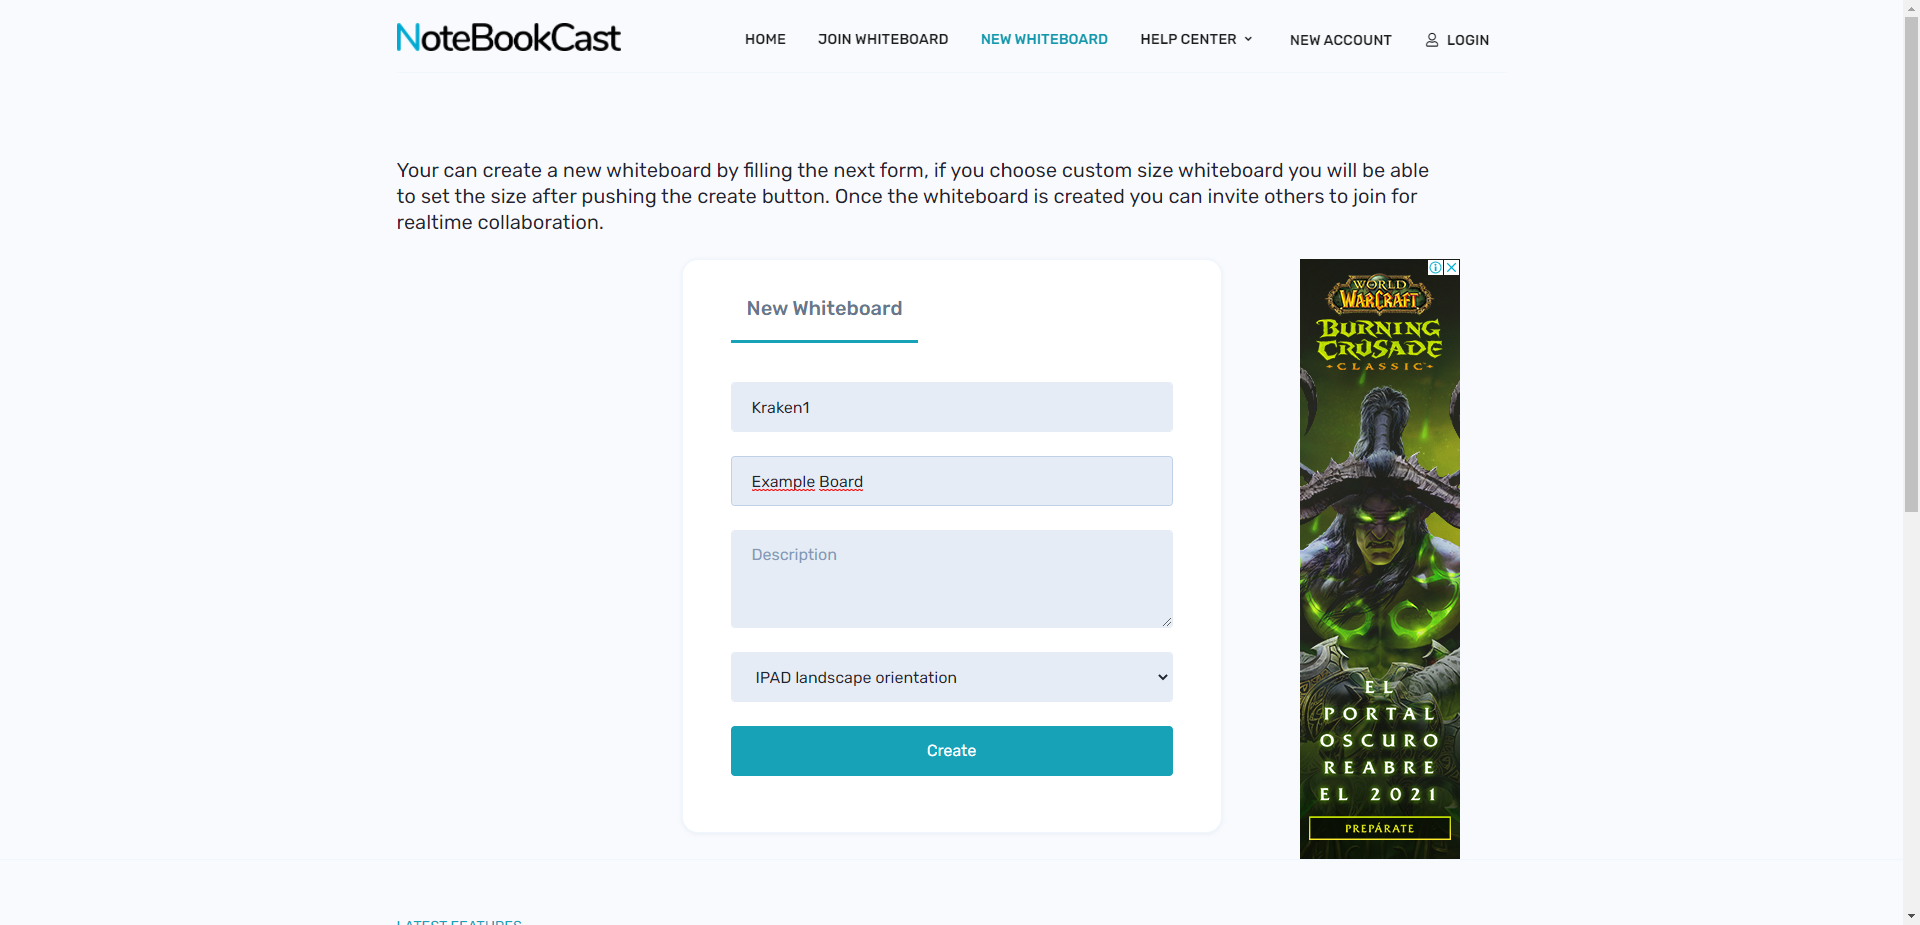 NoteBookCast
HOME
JOIN WHITEBOARD
NEW WHITEBOARD
HELP CENTER
NEW ACCOUNT
LOGIN
Your can create a new whiteboard by filling the next form, if you choose custom size whiteboard you will be able
to set the size after pushing the create button. Once the whiteboard is created you can invite others to join for
realtime collaboration.
New Whiteboard
Kraken1
Example Board
Description
IPAD landscape orientation
Create
WORLD
WARCRAFT
BURNING
CRUSADE
CLASSIC
EL
PORTAL
OSCURO
REABRE
EL 2021
PREPÁRATE
LATEST FEATURES